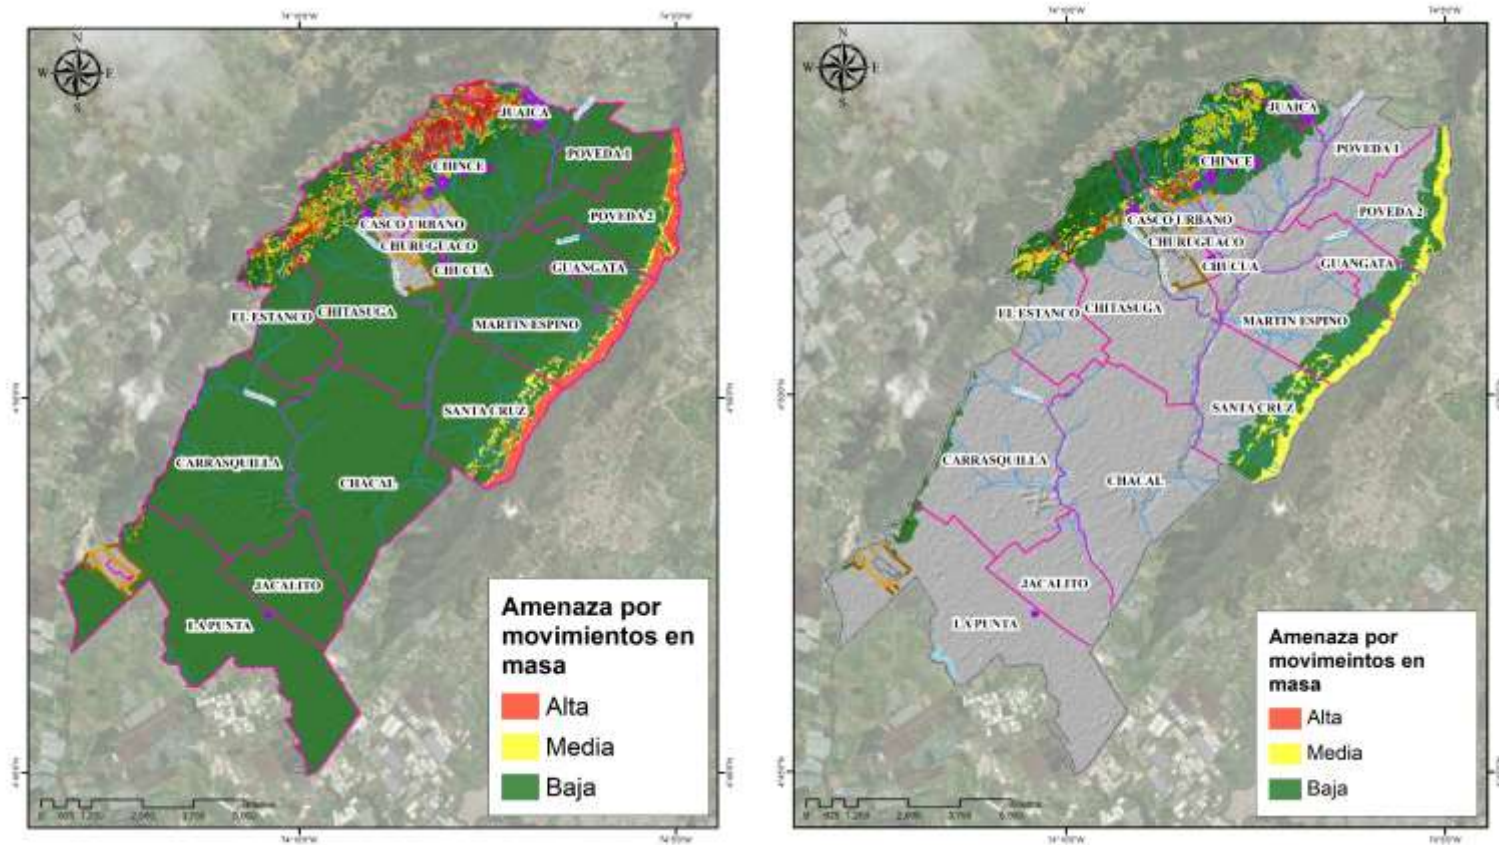 N
W
E
S
JUAICA
POVEDA 1
CHINCE
POVEDA 2
CASCO URBANO
CHURUGUACO
GUANGATA
CHUCUA
EL ESTANCO
CHITASUGA
MARTIN ESPINO
SANTA CRUZ
CARRASQUILLA
CHACAL
JACALITO
LA PUNTA
Amenaza por
movimientos en
masa
Alta
Media
Baja
N
W
E
S
JUAICA
POVEDA 1
CHINCE
POVEDA 2
CASCO URBANO
CHURUGUACO
GUANGATA
CHUCUA
EL ESTANCO
CHITASUGA
MARTIN ESPINO
SANTA CRUZ
CARRASQUILLA
CHACAL
JACALITO
LA PUNTA
Amenaza por
movimeintos en
masa
Alta
Media
Baja